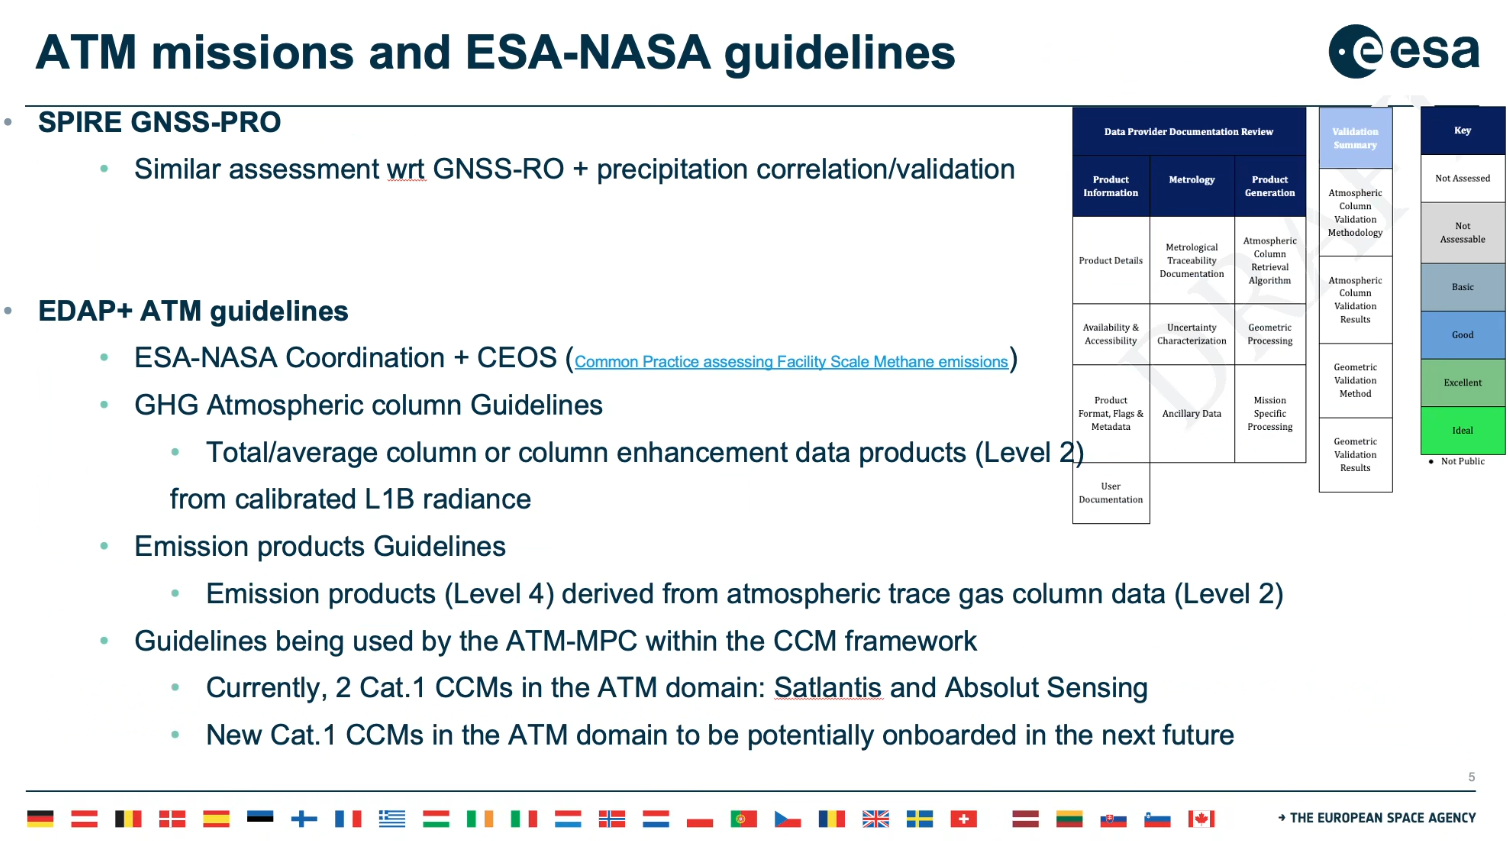 ATM missions and ESA-NASA guidelines
esa
• SPIRE GNSS-PRO
• Similar assessment wrt GNSS-RO + precipitation correlation/validation
• EDAP+ ATM guidelines
• ESA-NASA Coordination + CEOS (Common Practice assessing Facility Scale Methane emissions)
• GHG Atmospheric column Guidelines
• Total/average column or column enhancement data products (Level 2)
from calibrated L1B radiance
• Emission products Guidelines
• Emission products (Level 4) derived from atmospheric trace gas column data (Level 2)
• Guidelines being used by the ATM-MPC within the CCM framework
• Currently, 2 Cat.1 CCMs in the ATM domain: Satlantis and Absolut Sensing
• New Cat.1 CCMs in the ATM domain to be potentially onboarded in the next future
Data Provider Documentation Review
Product
Information
Metrology
Product
Generation
Product Details
Metrological
Traceability
Documentation
Atmospheric
Column
Retrieval
Algorithm
Availability &
Accessibility
Uncertainty
Characterization
Geometric
Processing
Product
Format, Flags &
Metadata
Ancillary Data
Mission
Specific
Processing
User
Documentation
Validation
Summary
Atmospheric
Column
Validation
Methodology
Atmospheric
Column
Validation
Results
Geometric
Validation
Method
Geometric
Validation
Results
Key
Not Assessed
Not
Assessable
Basic
Good
Excellent
Ideal
• Not Public
DRAFT
5
→ THE EUROPEAN SPACE AGENCY